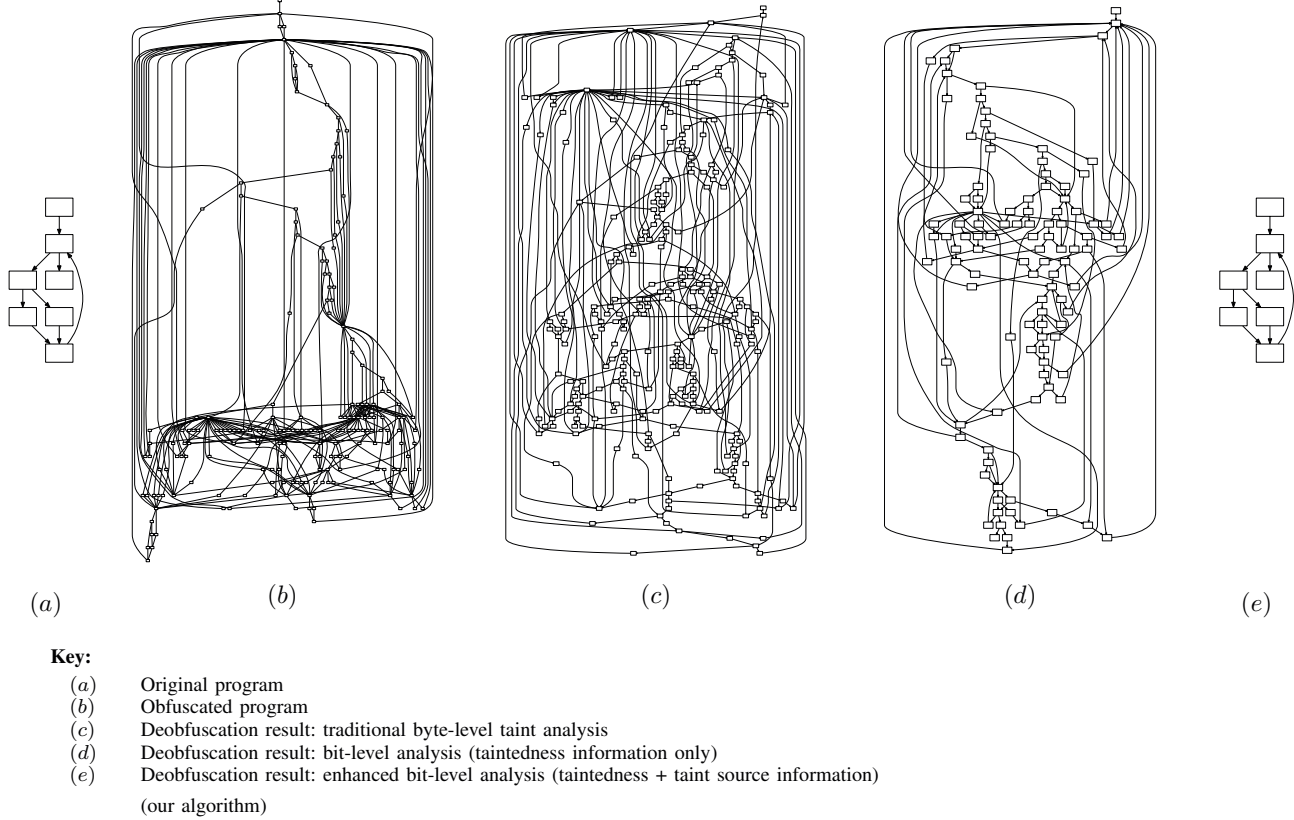 (a)
(b)
(c)
(d)
(e)
Key:
(a) Original program
(b) Obfuscated program
(c) Deobfuscation result: traditional byte-level taint analysis
(d) Deobfuscation result: bit-level analysis (taintedness information only)
(e) Deobfuscation result: enhanced bit-level analysis (taintedness + taint source information)
(our algorithm)